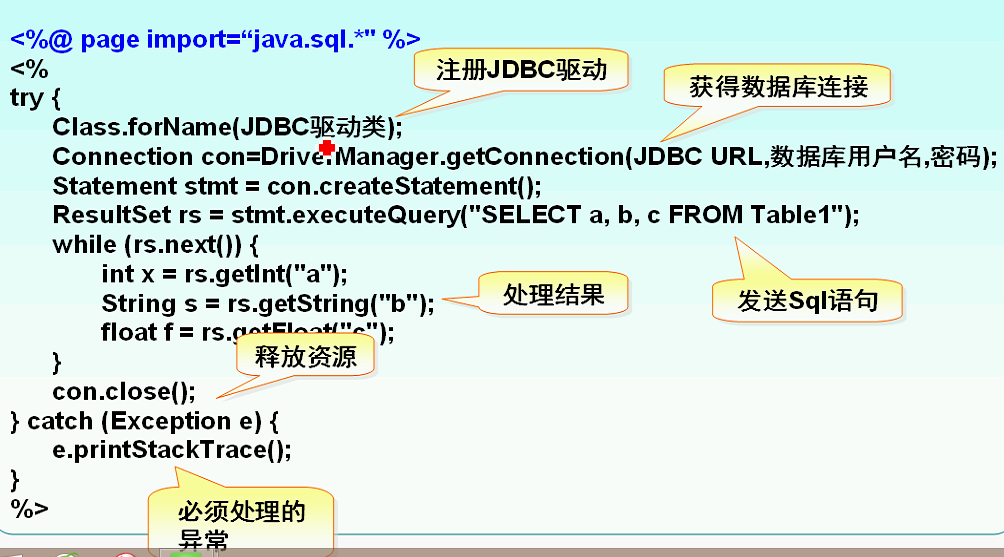 <%@ page import=“java.sql.*" %>
<%
try {
注册JDBC驱动
获得数据库连接
Class.forName(JDBC驱动类);
Connection con=DriverManager.getConnection(JDBC URL,数据库用户名,密码);
Statement stmt = con.createStatement();
ResultSet rs = stmt.executeQuery("SELECT a, b, c FROM Table1");
while (rs.next()) {
int x = rs.getInt("a");
String s = rs.getString("b");
处理结果
发送Sql语句
float f = rs.getFloat("c");
释放资源
}
con.close();
} catch (Exception e) {
e.printStackTrace();
}
%>
必须处理的
异常